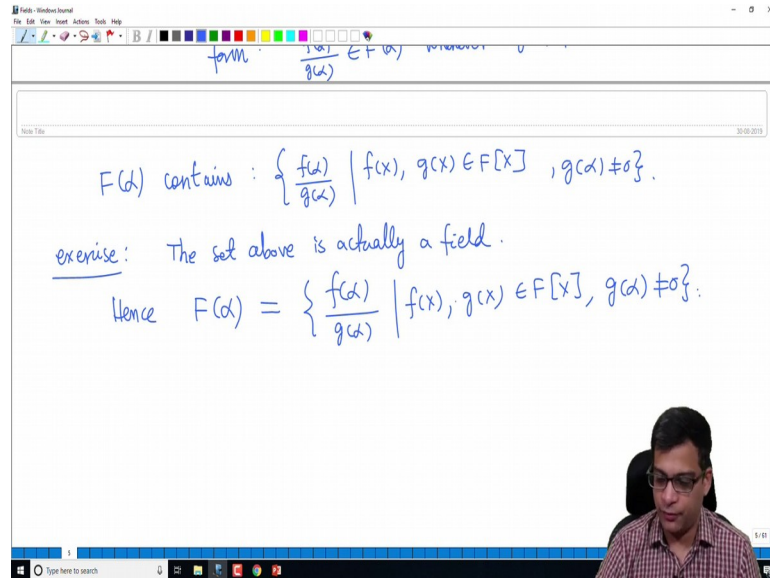 Fields - Windows Journal
File Edit View Insert Actions Tools Help
form : f(α)/g(α) ∈ F(α)
Note Title
30-08-2019
F(α) contains : { f(α)/g(α) | f(x), g(x) ∈ F[X] , g(α) ≠ 0}.
exercise: The set above is actually a field.
Hence F(α) = { f(α)/g(α) | f(x), g(x) ∈ F[X], g(α) ≠ 0}.
5
5 / 61
Type here to search